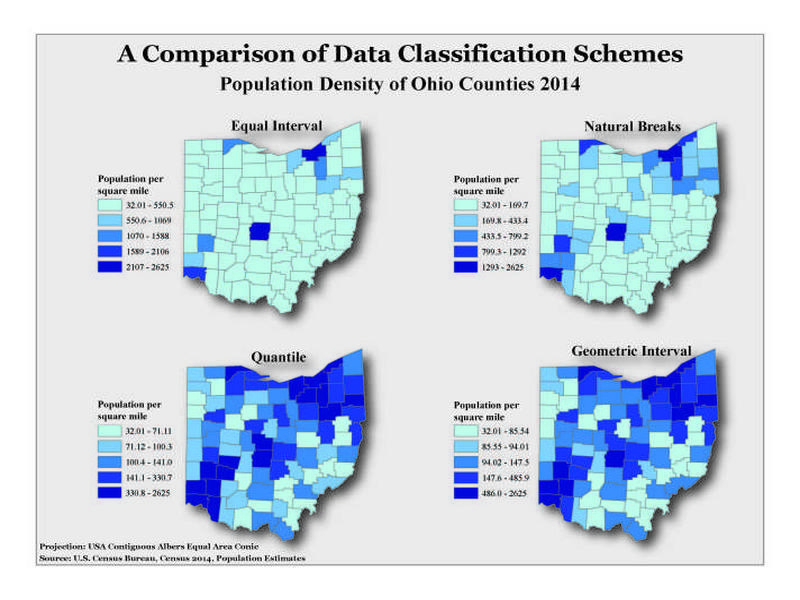 A Comparison of Data Classification Schemes
Population Density of Ohio Counties 2014
Equal Interval
Population per
square mile
32.01 - 550.5
550.6 - 1069
1070 - 1588
1589 - 2106
2107 - 2625
Natural Breaks
Population per
square mile
32.01 - 169.7
169.8 - 433.4
433.5 - 799.2
799.3 - 1292
1293 - 2625
Quantile
Population per
square mile
32.01 - 71.11
71.12 - 100.3
100.4 - 141.0
141.1 - 330.7
330.8 - 2625
Geometric Interval
Population per
square mile
32.01 - 85.54
85.55 - 94.01
94.02 - 147.5
147.6 - 485.9
486.0 - 2625
Projection: USA Contiguous Albers Equal Area Conic
Source: U.S. Census Bureau, Census 2014, Population Estimates